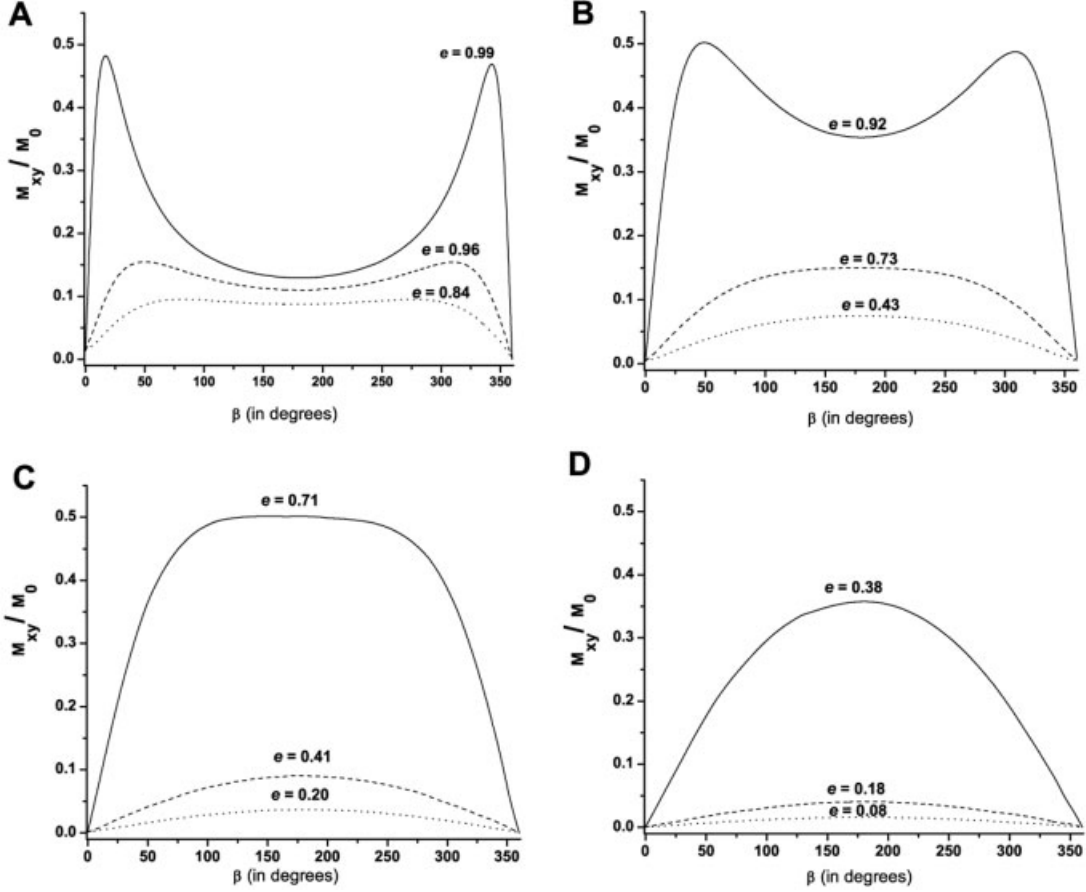 A
M_xy / M_0
0.5
0.4
0.3
0.2
0.1
0.0
e = 0.99
e = 0.96
e = 0.84
0 50 100 150 200 250 300 350
β (in degrees)
B
M_xy / M_0
0.5
0.4
0.3
0.2
0.1
0.0
e = 0.92
e = 0.73
e = 0.43
0 50 100 150 200 250 300 350
β (in degrees)
C
M_xy / M_0
0.5
0.4
0.3
0.2
0.1
0.0
e = 0.71
e = 0.41
e = 0.20
0 50 100 150 200 250 300 350
β (in degrees)
D
M_xy / M_0
0.5
0.4
0.3
0.2
0.1
0.0
e = 0.38
e = 0.18
e = 0.08
0 50 100 150 200 250 300 350
β (in degrees)